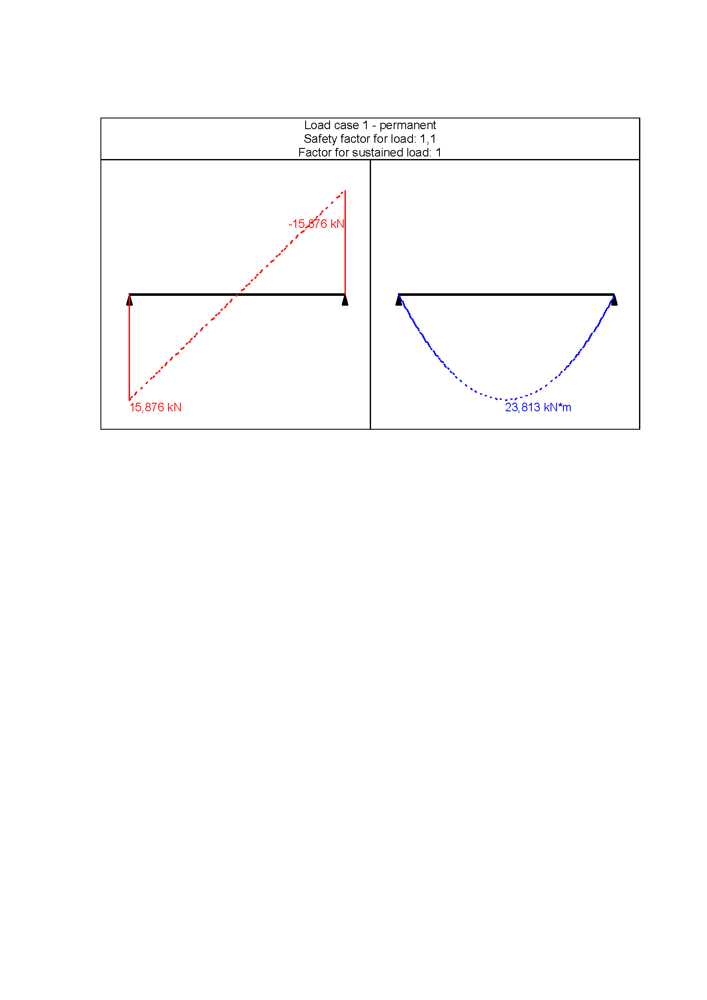 Load case 1 - permanent
Safety factor for load: 1,1
Factor for sustained load: 1
-15,876 kN
15,876 kN
23,813 kN*m